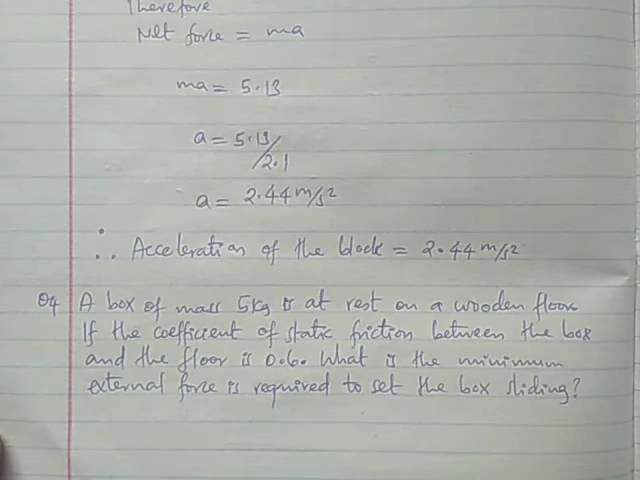 Therefore
Net force = ma
ma = 5.13
a = 5.13/
2.1
a = 2.44 m/s²
∴ Acceleration of the block = 2.44 m/s²
Q4 A box of mass 5kg is at rest on a wooden floor
If the coefficient of static friction between the box
and the floor is 0.6. What is the minimum
external force is required to set the box sliding?